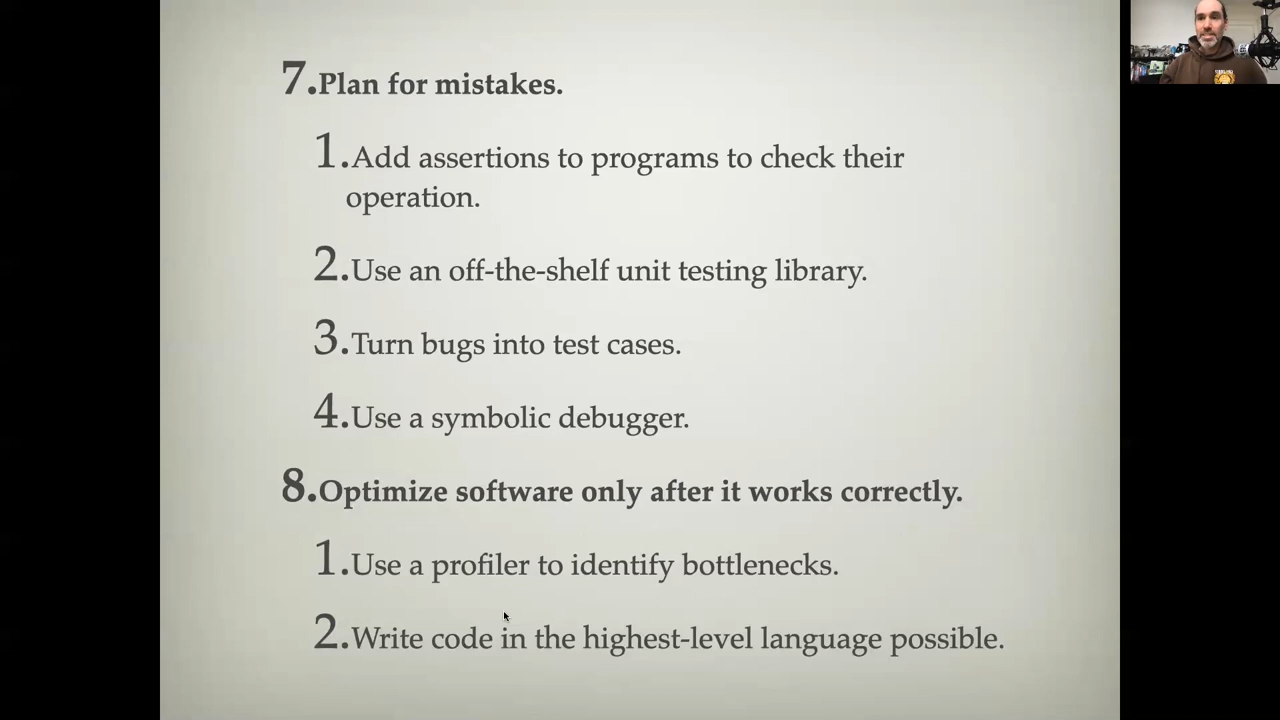 7.Plan for mistakes.
1.Add assertions to programs to check their
operation.
2.Use an off-the-shelf unit testing library.
3.Turn bugs into test cases.
4.Use a symbolic debugger.
8.Optimize software only after it works correctly.
1.Use a profiler to identify bottlenecks.
2.Write code in the highest-level language possible.